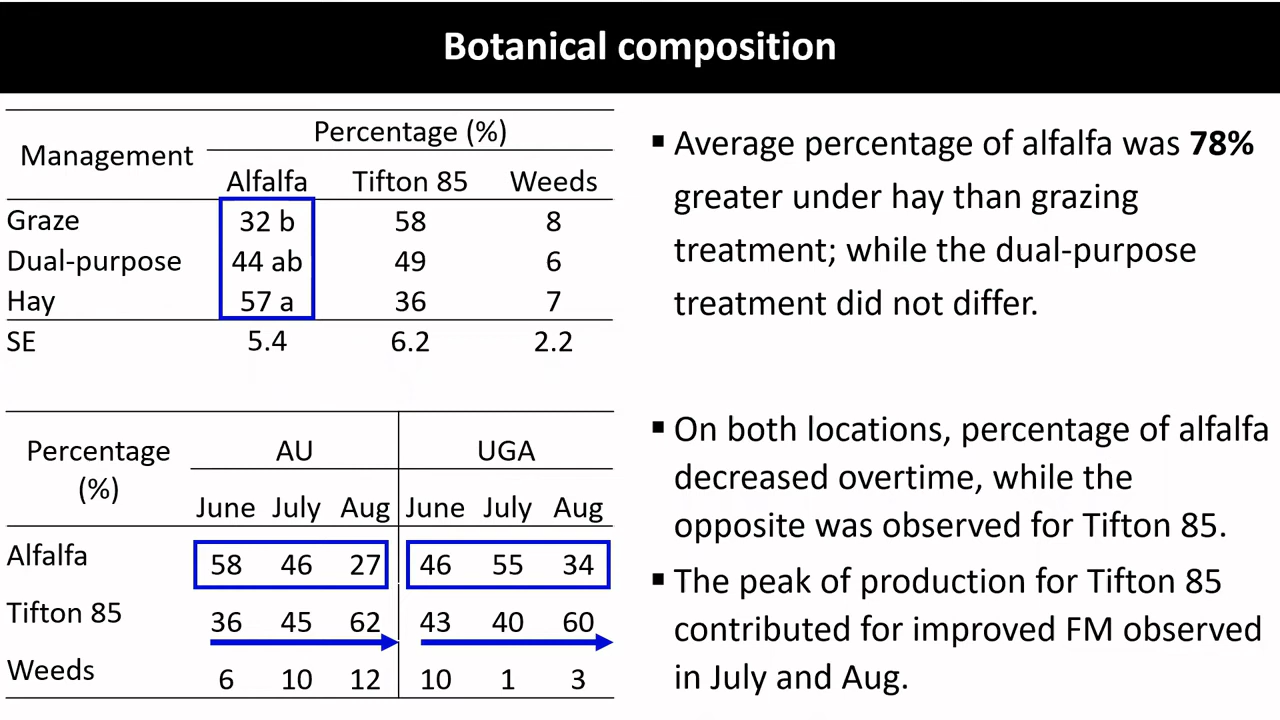 Botanical composition
Management
Percentage (%)
Alfalfa Tifton 85 Weeds
Graze 32 b 58 8
Dual-purpose 44 ab 49 6
Hay 57 a 36 7
SE 5.4 6.2 2.2
▪ Average percentage of alfalfa was 78%
greater under hay than grazing
treatment; while the dual-purpose
treatment did not differ.
Percentage
(%)
AU UGA
June July Aug June July Aug
Alfalfa 58 46 27 46 55 34
Tifton 85 36 45 62 43 40 60
Weeds 6 10 12 10 1 3
▪ On both locations, percentage of alfalfa
decreased overtime, while the
opposite was observed for Tifton 85.
▪ The peak of production for Tifton 85
contributed for improved FM observed
in July and Aug.